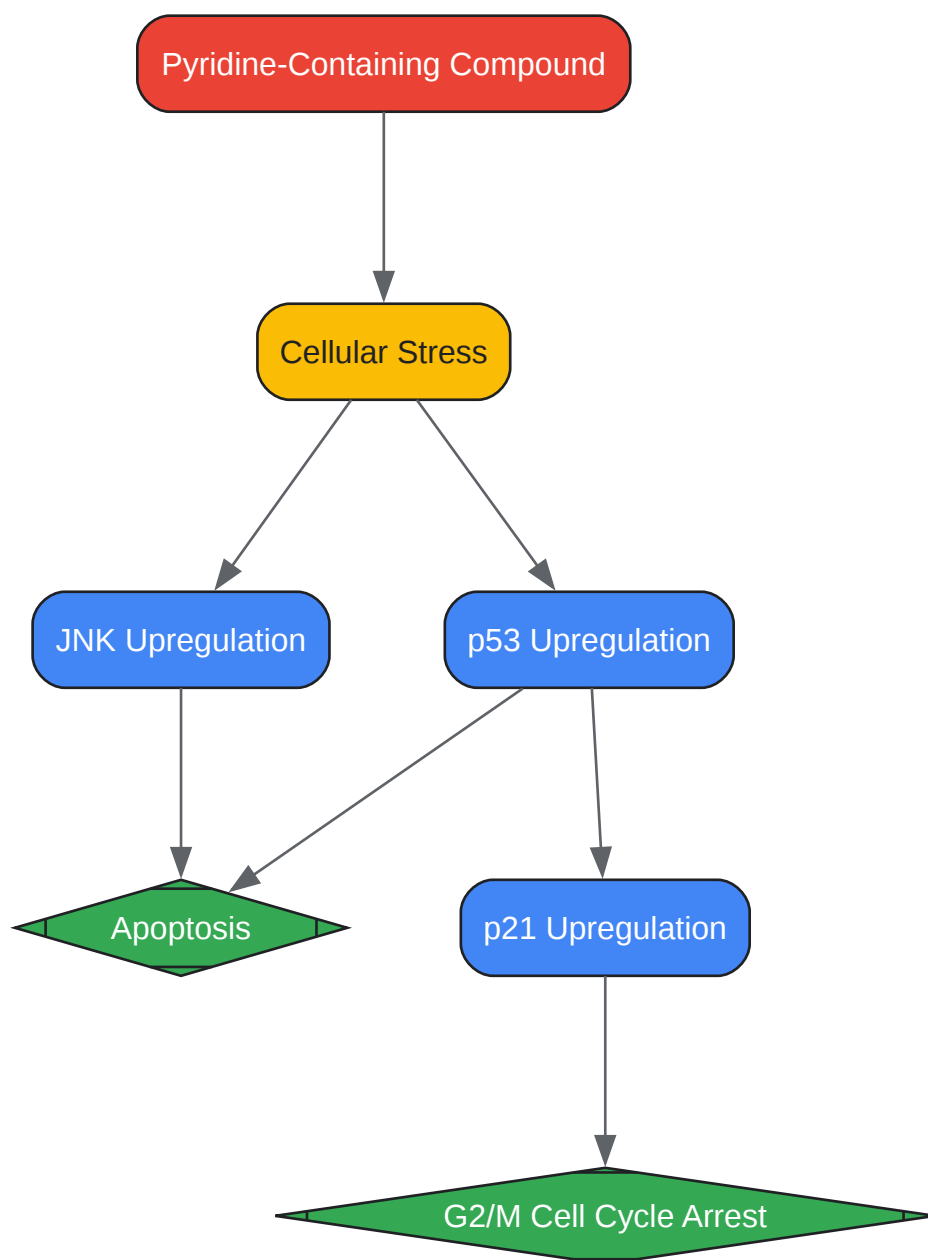 Pyridine-Containing Compound
Cellular Stress
JNK Upregulation
p53 Upregulation
Apoptosis
p21 Upregulation
G2/M Cell Cycle Arrest